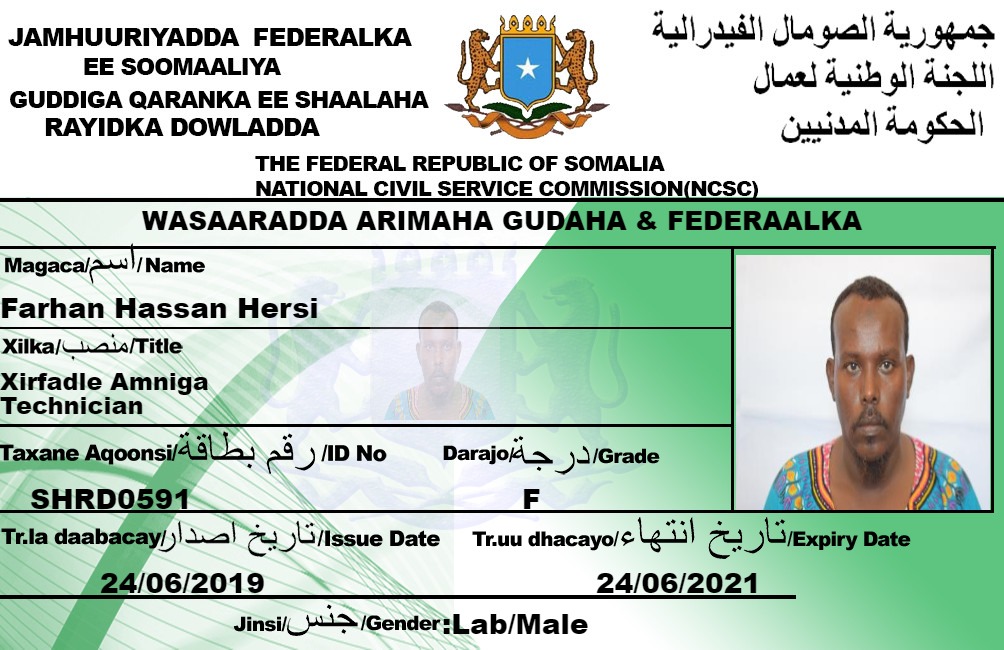 JAMHUURIYADDA FEDERALKA
EE SOOMAALIYA
GUDDIGA QARANKA EE SHAALAHA
RAYIDKA DOWLADDA
جمهورية الصومال الفيدرالية
اللجنة الوطنية لعمال
الحكومة المدنيين
THE FEDERAL REPUBLIC OF SOMALIA
NATIONAL CIVIL SERVICE COMMISSION(NCSC)
WASAARADDA ARIMAHA GUDAHA & FEDERAALKA
Magaca/اسم/Name
Farhan Hassan Hersi
Xilka/منصب/Title
Xirfadle Amniga
Technician
Taxane Aqoonsi/رقم بطاقة/ID No
SHRD0591
Darajo/درجة/Grade
F
Tr.la daabacay/تاريخ اصدار/Issue Date
24/06/2019
Tr.uu dhacayo/تاريخ انتهاء/Expiry Date
24/06/2021
Jinsi/جنس/Gender:Lab/Male